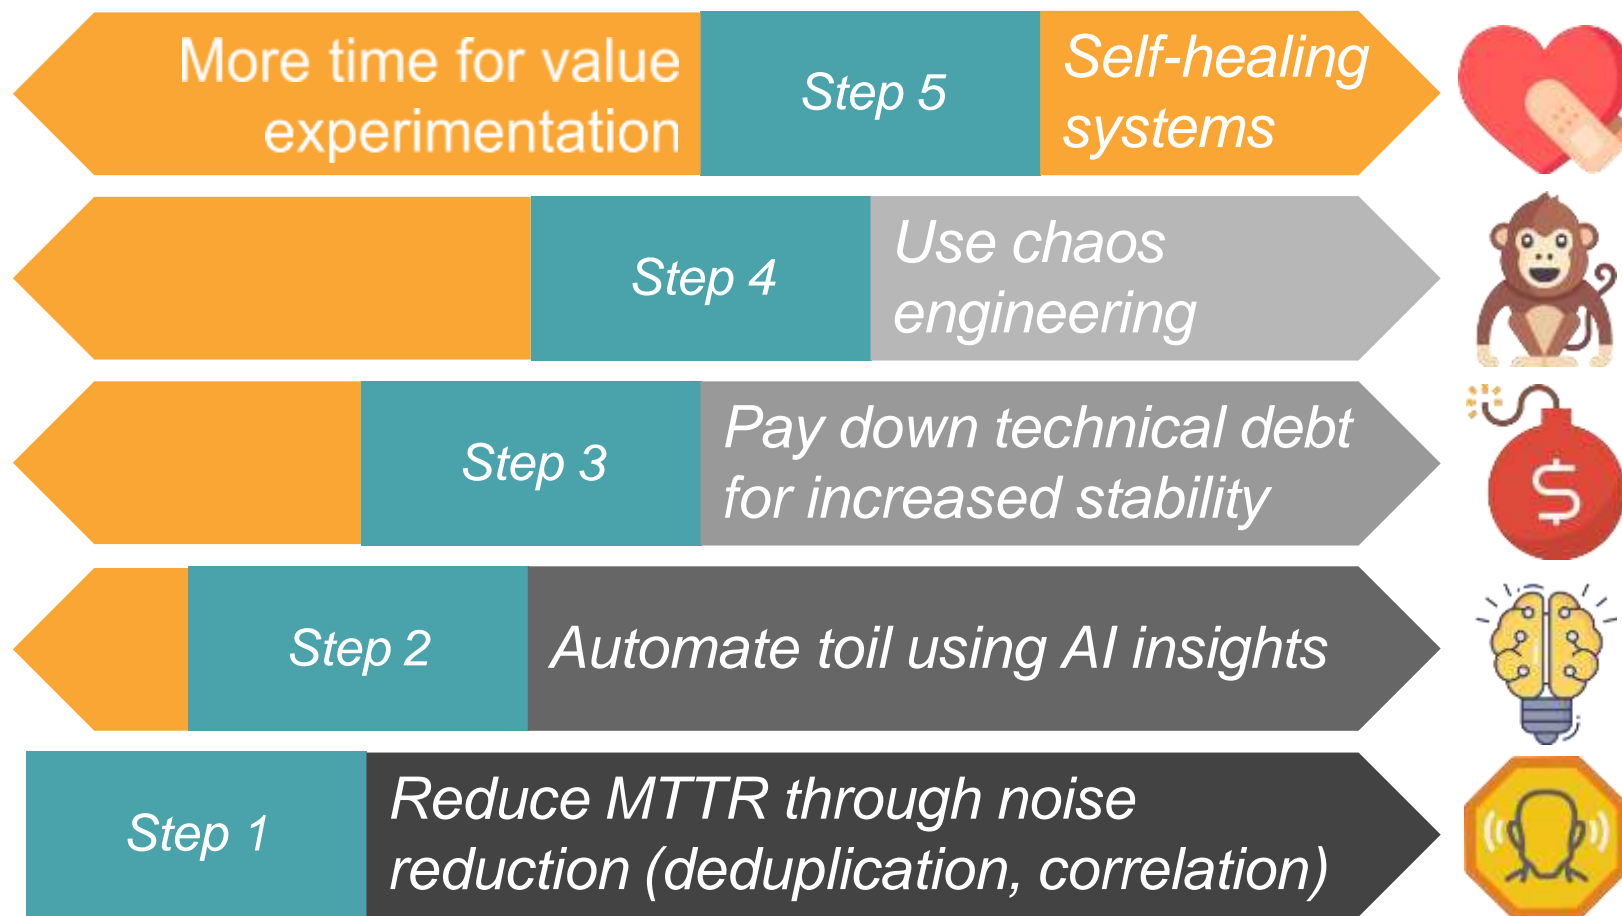 More time for value
experimentation
Step 5
Self-healing
systems
Step 4
Use chaos
engineering
Step 3
Pay down technical debt
for increased stability
Step 2
Automate toil using AI insights
Step 1
Reduce MTTR through noise
reduction (deduplication, correlation)
$